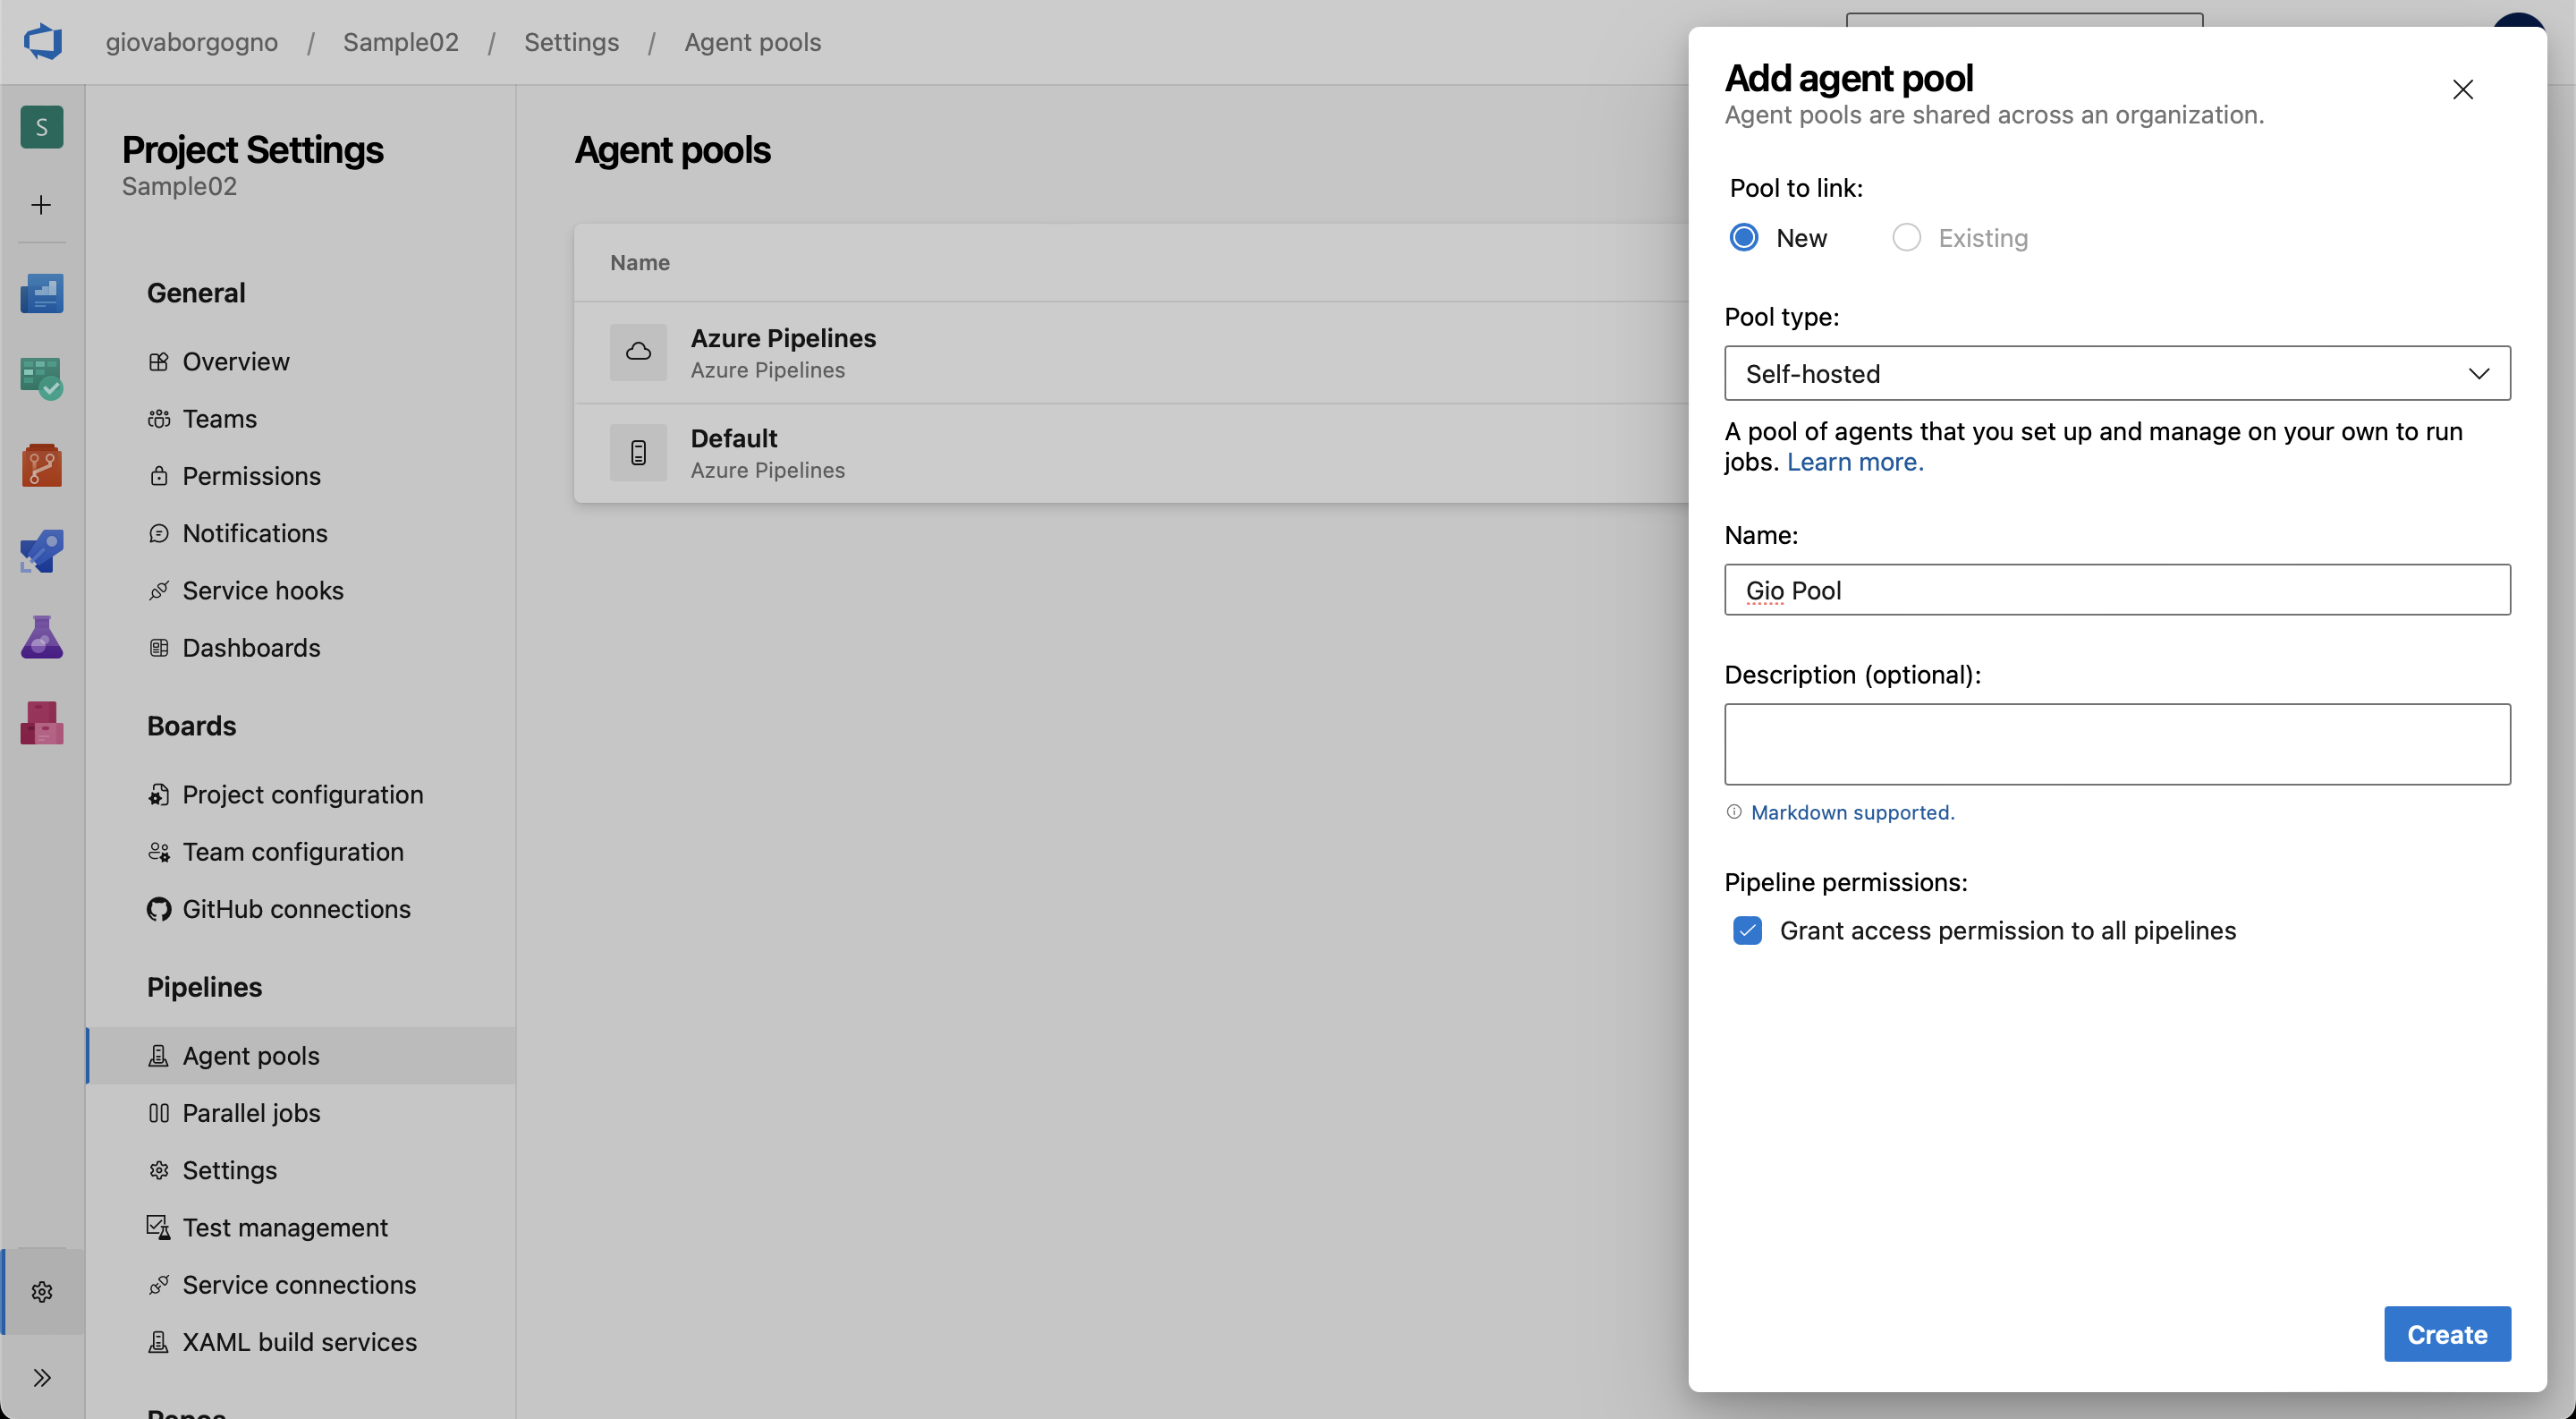 giovaborgogno / Sample02 / Settings / Agent pools
S
Project Settings
Sample02
General
Overview
Teams
Permissions
Notifications
Service hooks
Dashboards
Boards
Project configuration
Team configuration
GitHub connections
Pipelines
Agent pools
Parallel jobs
Settings
Test management
Service connections
XAML build services
Agent pools
Name
Azure Pipelines
Azure Pipelines
Default
Azure Pipelines
Add agent pool
Agent pools are shared across an organization.
Pool to link:
New
Existing
Pool type:
Self-hosted
A pool of agents that you set up and manage on your own to run
jobs. Learn more.
Name:
Gio Pool
Description (optional):
Markdown supported.
Pipeline permissions:
Grant access permission to all pipelines
Create